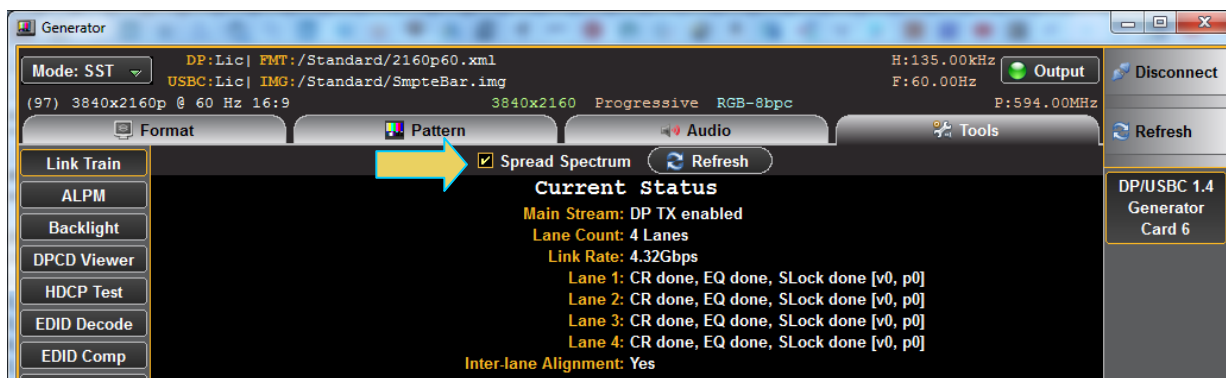 Generator
Mode: SST
DP:Lic| FMT:/Standard/2160p60.xml
USBC:Lic| IMG:/Standard/SmpteBar.img
H:135.00kHz
F:60.00Hz
Output
Disconnect
(97) 3840x2160p @ 60 Hz 16:9
3840x2160 Progressive RGB-8bpc
P:594.00MHz
Format
Pattern
Audio
Tools
Refresh
Link Train
Spread Spectrum
Refresh
ALPM
Current Status
DP/USBC 1.4
Generator
Card 6
Main Stream: DP TX enabled
Backlight
Lane Count: 4 Lanes
DPCD Viewer
Link Rate: 4.32Gbps
Lane 1: CR done, EQ done, SLock done [v0, p0]
HDCP Test
Lane 2: CR done, EQ done, SLock done [v0, p0]
Lane 3: CR done, EQ done, SLock done [v0, p0]
EDID Decode
Lane 4: CR done, EQ done, SLock done [v0, p0]
EDID Comp
Inter-lane Alignment: Yes